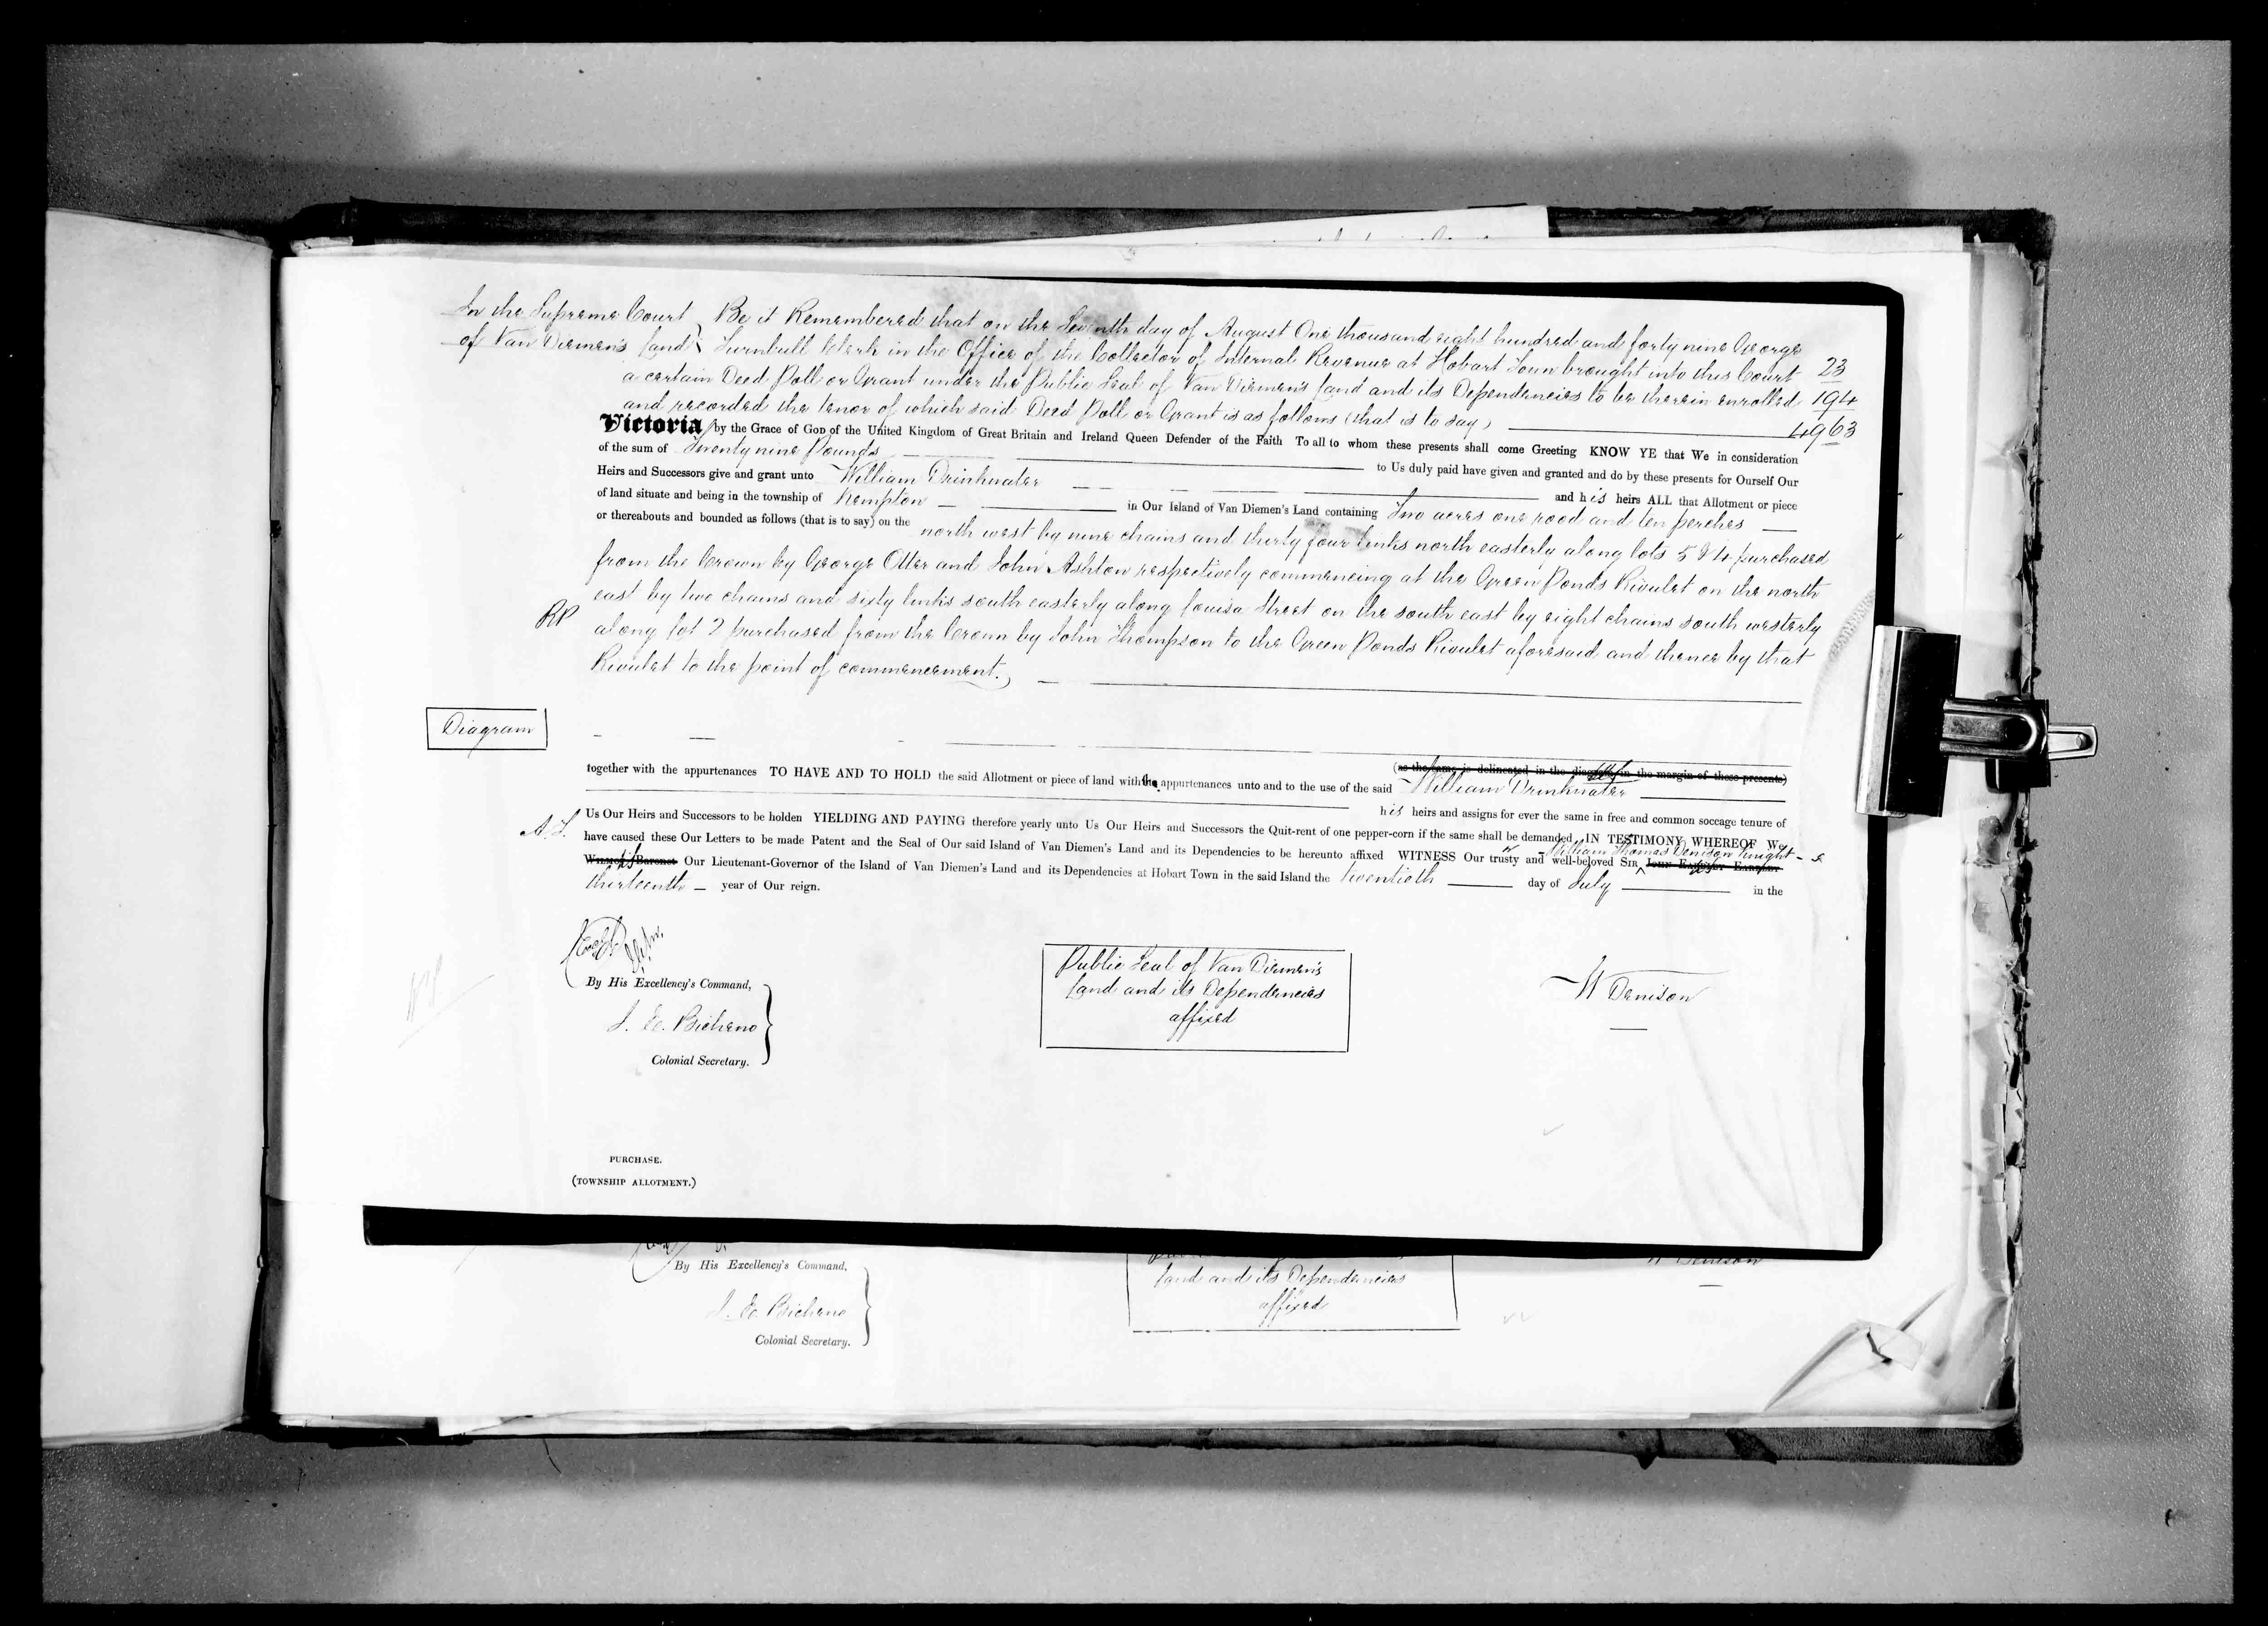 In the Supreme Court Be it Remembered that on the Seventh day of August One thousand eight hundred and forty nine George
of Van Diemen's Land Turnbull Clerk in the Office of the Collector of Internal Revenue at Hobart Town brought into this Court 23
a certain Deed Poll or Grant under the Public Seal of Van Diemen's Land and its Dependencies to be therein enrolled 194
and recorded the tenor of which said Deed Poll or Grant is as follows (that is to say) 4963
Victoria by the Grace of God of the United Kingdom of Great Britain and Ireland Queen Defender of the Faith To all to whom these presents shall come Greeting KNOW YE that We in consideration
of the sum of Twenty nine Pounds to Us duly paid have given and granted and do by these presents for Ourself Our
Heirs and Successors give and grant unto William Drinkwater and his heirs ALL that Allotment or piece
of land situate and being in the township of Kempton in Our Island of Van Diemen's Land containing Two acres one rood and ten perches
or thereabouts and bounded as follows (that is to say) on the north west by nine chains and thirty four links north easterly along lots 5 & 4 purchased
from the Crown by George Otter and John Ashton respectively commencing at the Green Ponds Rivulet on the north
east by two chains and sixty links south easterly along Louisa Street on the south east by eight chains south westerly
RP along Lot 2 purchased from the Crown by John Thompson to the Green Ponds Rivulet aforesaid and thence by that
Rivulet to the point of commencement.
Diagram
(as the same is delineated in the diagram in the margin of these presents)
together with the appurtenances TO HAVE AND TO HOLD the said Allotment or piece of land with the appurtenances unto and to the use of the said William Drinkwater
his heirs and assigns for ever the same in free and common soccage tenure of
Us Our Heirs and Successors to be holden YIELDING AND PAYING therefore yearly unto Us Our Heirs and Successors the Quit-rent of one pepper-corn if the same shall be demanded IN TESTIMONY WHEREOF We
have caused these Our Letters to be made Patent and the Seal of Our said Island of Van Diemen's Land and its Dependencies to be hereunto affixed WITNESS Our trusty and well-beloved SIR William Thomas Denison Knight
Wilmot Baronet Our Lieutenant-Governor of the Island of Van Diemen's Land and its Dependencies at Hobart Town in the said Island the twentieth day of July in the
thirteenth year of Our reign.
By His Excellency's Command,
J. E. Bicheno
Colonial Secretary.
Public Seal of Van Diemen's
Land and its Dependencies
affixed
W Denison
PURCHASE.
(TOWNSHIP ALLOTMENT.)
By His Excellency's Command,
J. E. Bicheno
Colonial Secretary.
Land and its Dependencies
affixed
W Denison